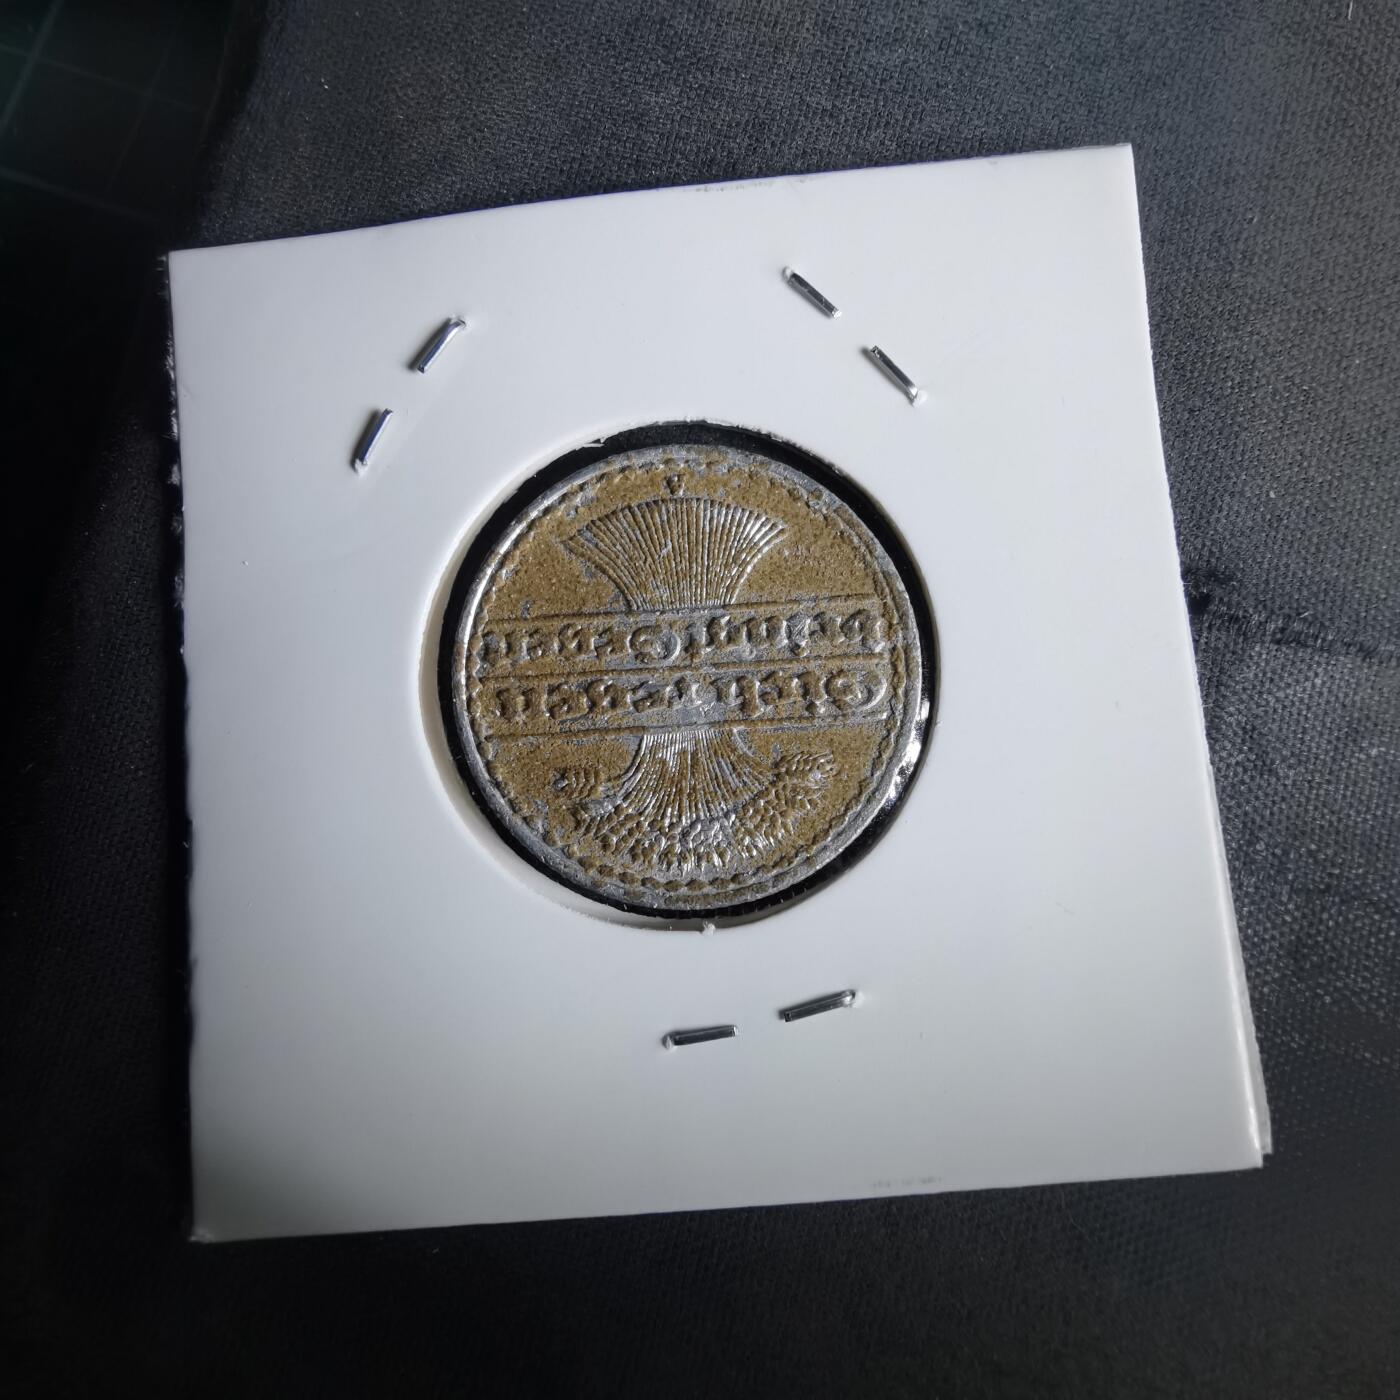 Sich regen
bringt Segen
A